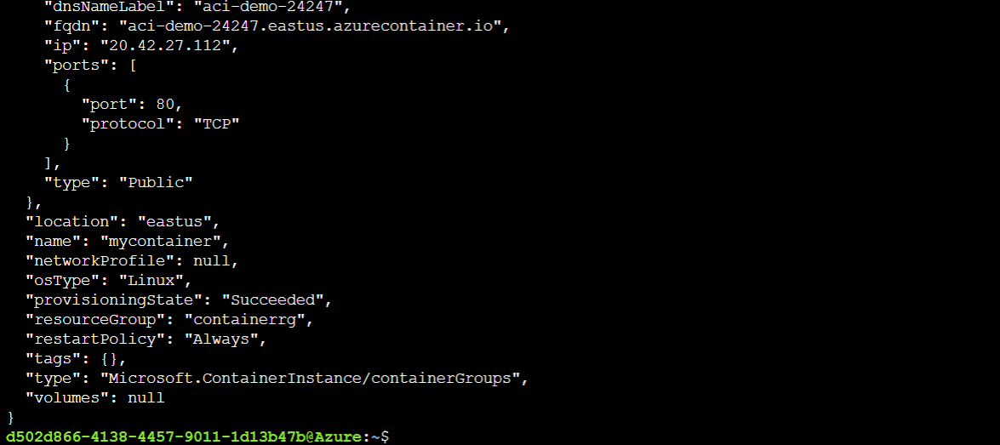 "dnsNameLabel": "aci-demo-24247",
    "fqdn": "aci-demo-24247.eastus.azurecontainer.io",
    "ip": "20.42.27.112",
    "ports": [
      {
        "port": 80,
        "protocol": "TCP"
      }
    ],
    "type": "Public"
  },
  "location": "eastus",
  "name": "mycontainer",
  "networkProfile": null,
  "osType": "Linux",
  "provisioningState": "Succeeded",
  "resourceGroup": "containerrg",
  "restartPolicy": "Always",
  "tags": {},
  "type": "Microsoft.ContainerInstance/containerGroups",
  "volumes": null
}
d502d866-4138-4457-9011-1d13b47b@Azure:~$